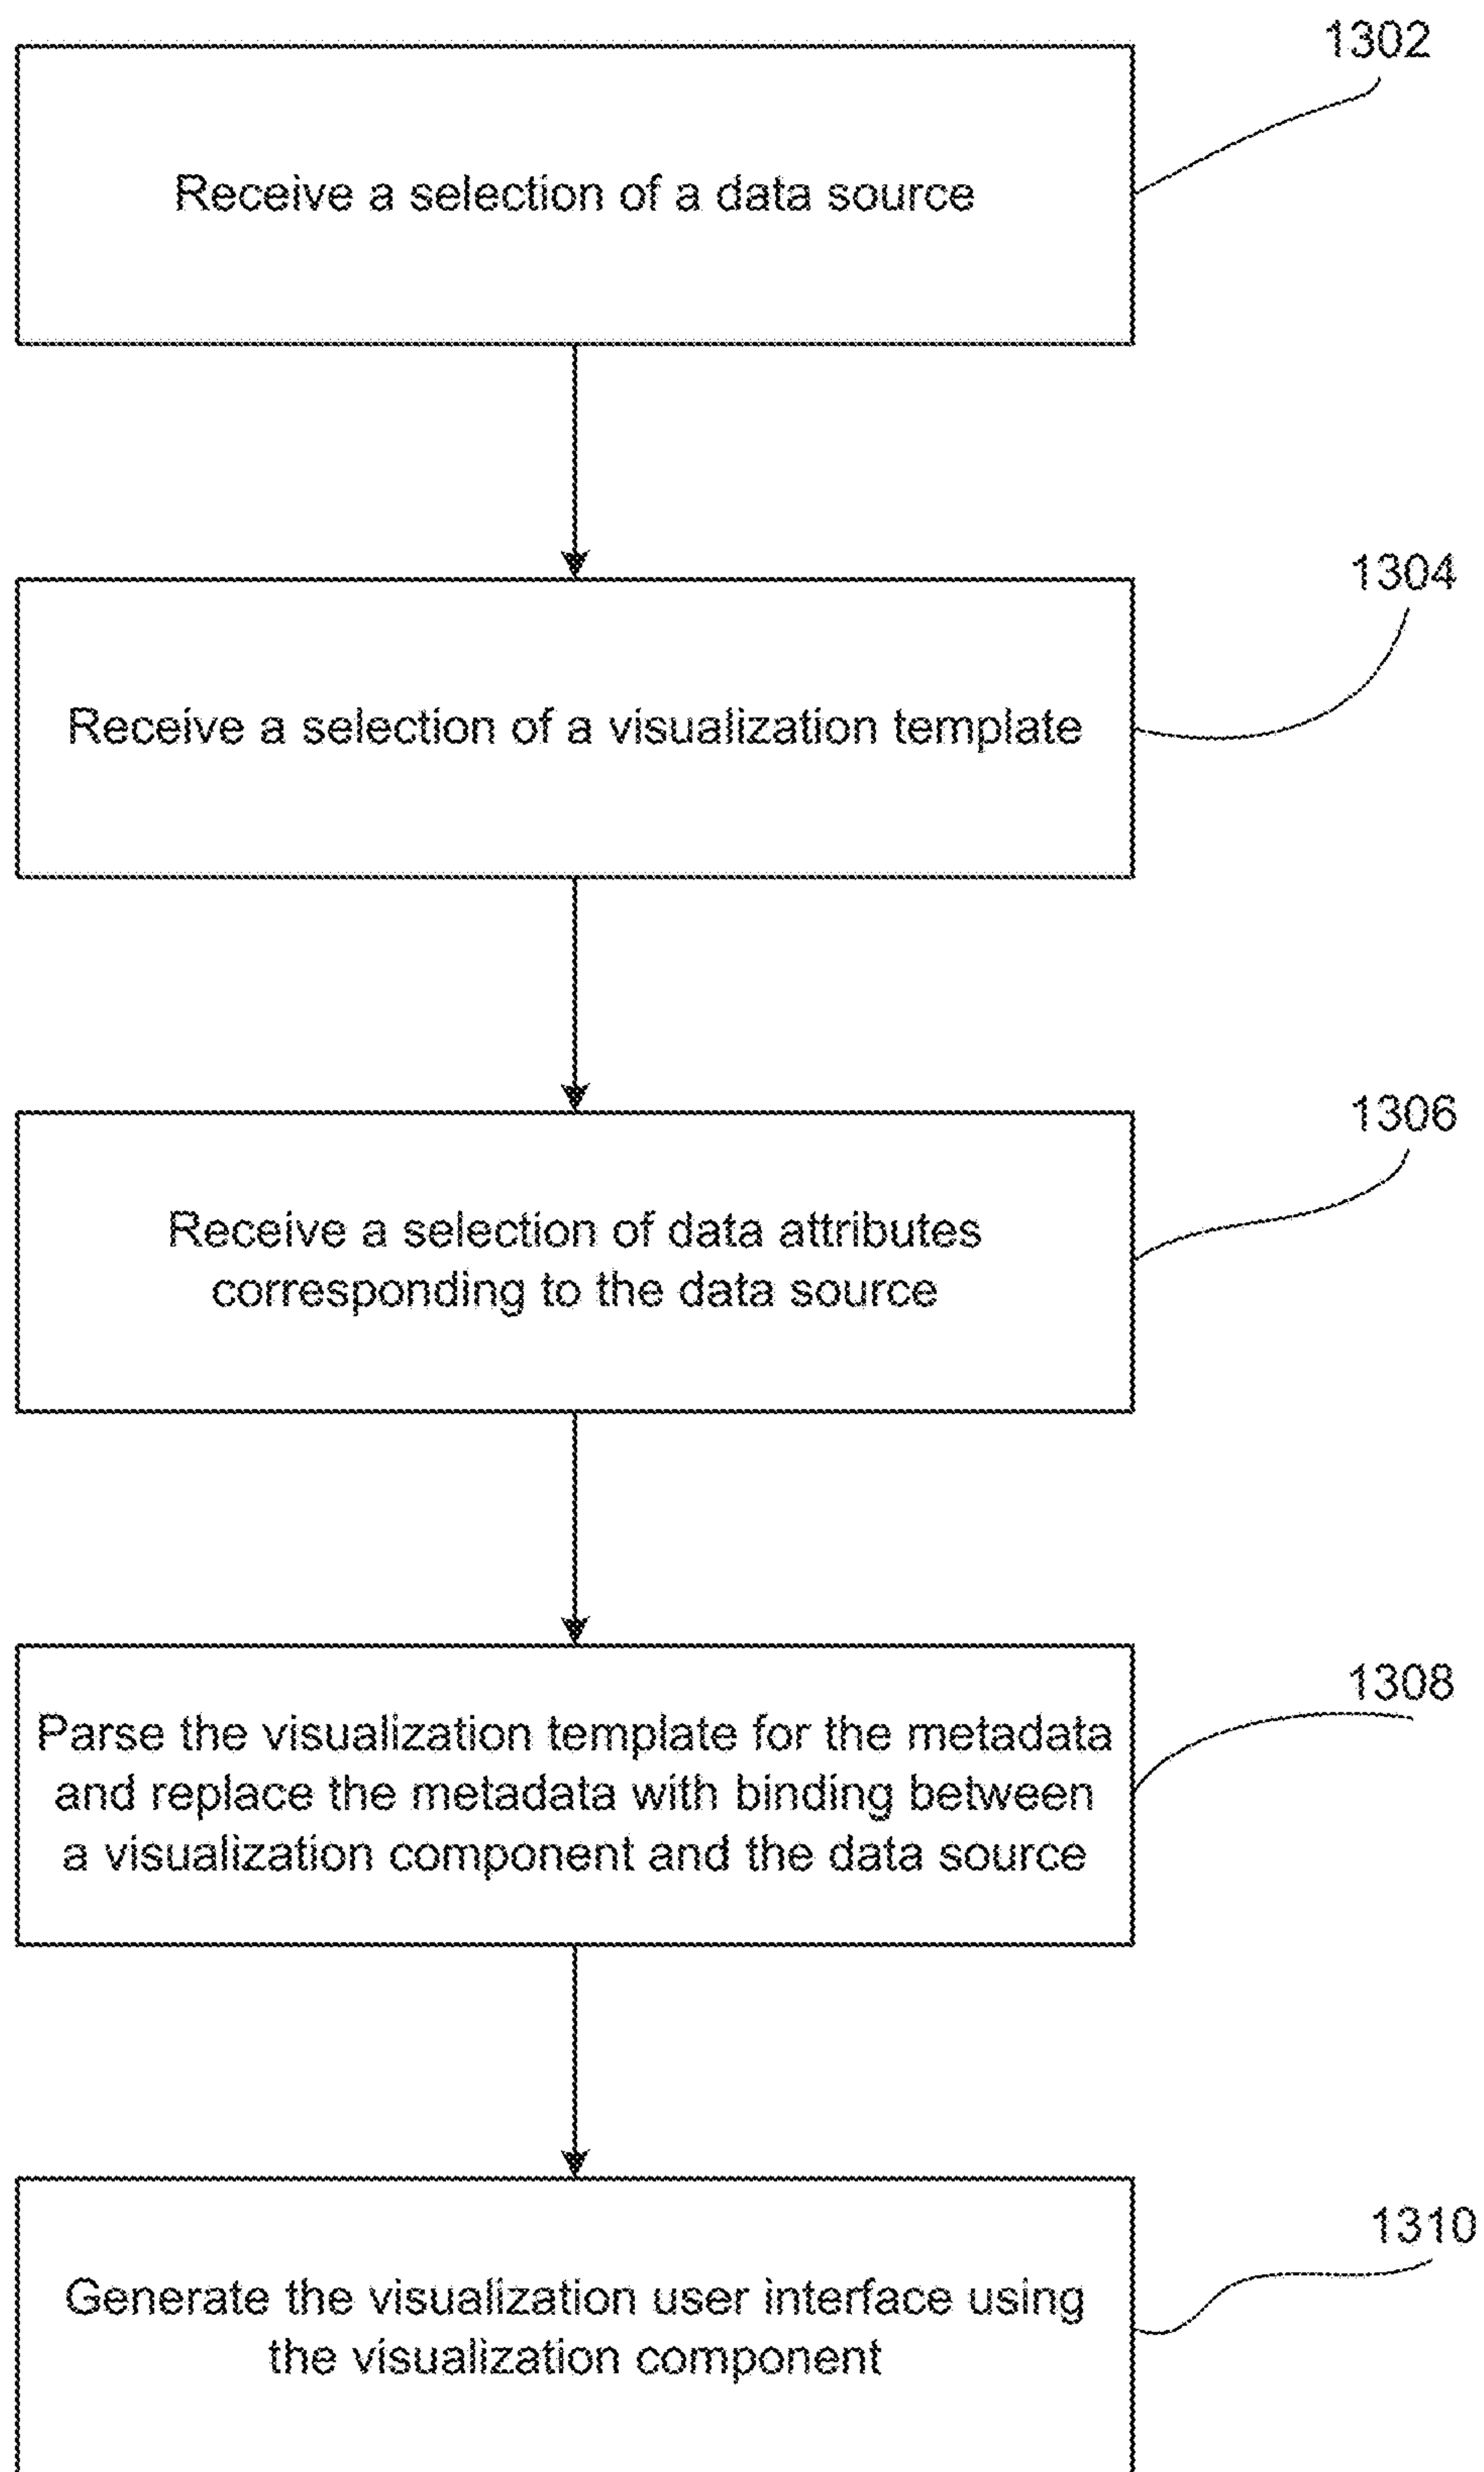 1302
Receive a selection of a data source
1304
Receive a selection of a visualization template
1306
Receive a selection of data attributes
corresponding to the data source
1308
Parse the visualization template for the metadata
and replace the metadata with binding between
a visualization component and the data source
1310
Generate the visualization user interface using
the visualization component